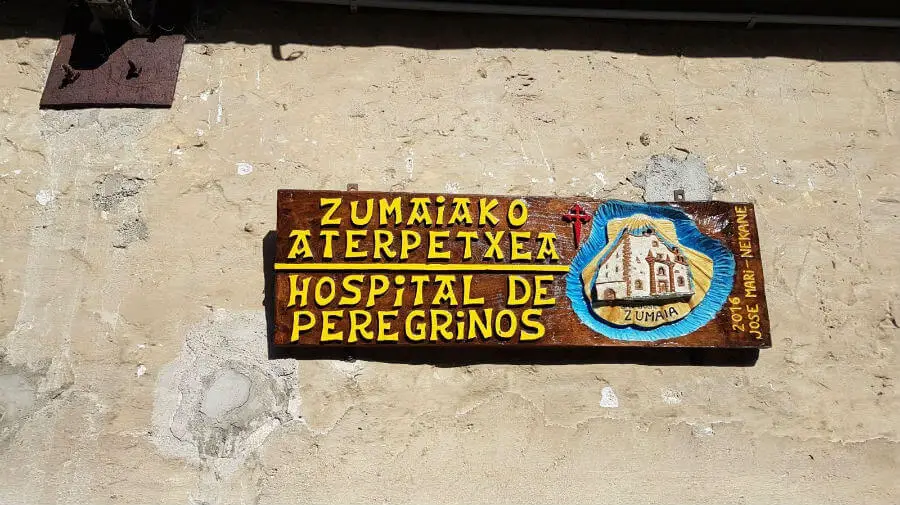 ZUMAiAKO
ATERPETXEA
HOSPiTAL DE
PEREGRiNOS
ZUMAIA
2016
JOSE MARi - NEKANE